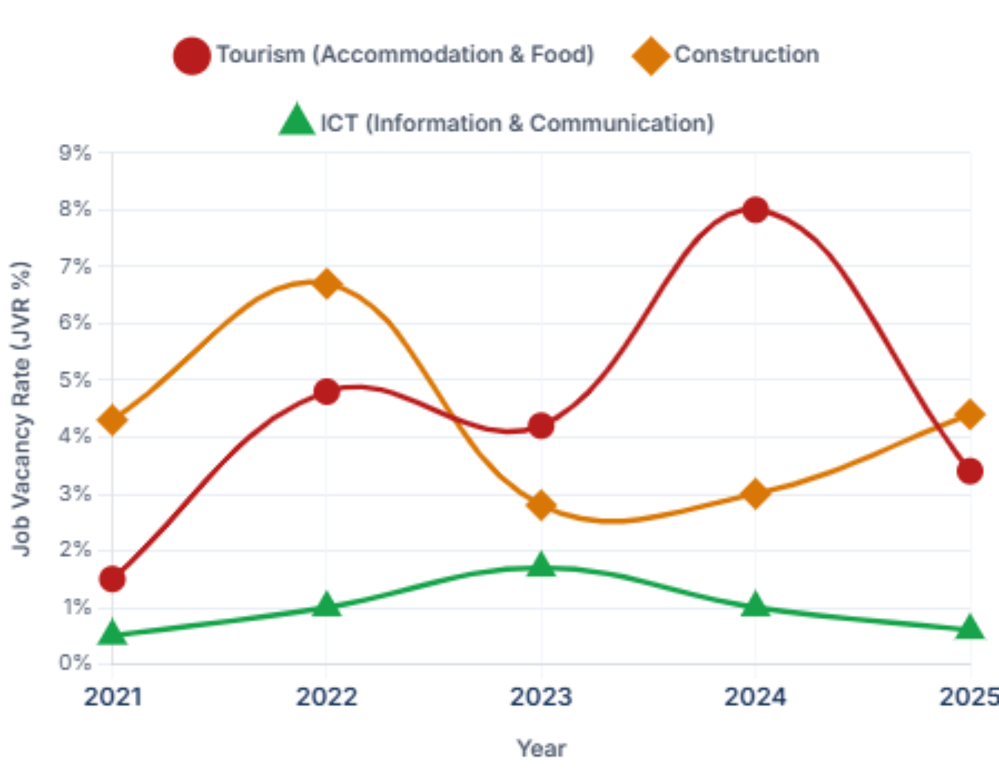 Tourism (Accommodation & Food) Construction
ICT (Information & Communication)
9%
8%
7%
6%
5%
4%
3%
2%
1%
0%
Job Vacancy Rate (JVR %)
2021 2022 2023 2024 2025
Year